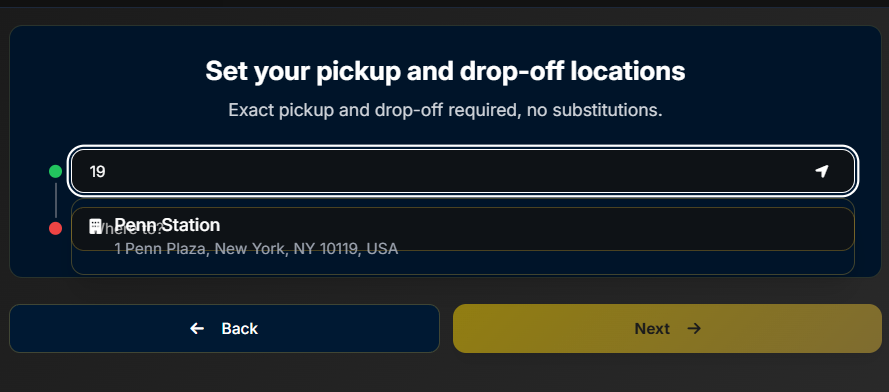 Set your pickup and drop-off locations
Exact pickup and drop-off required, no substitutions.
19
Penn Station
Where to?
1 Penn Plaza, New York, NY 10119, USA
Back
Next